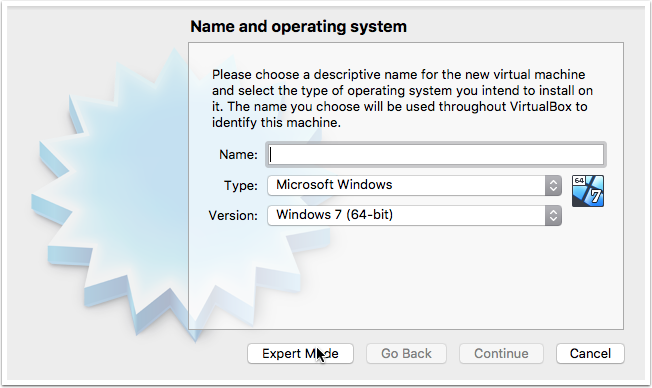 Name and operating system
Please choose a descriptive name for the new virtual machine
and select the type of operating system you intend to install on
it. The name you choose will be used throughout VirtualBox to
identify this machine.
Name:
Type: Microsoft Windows
64
7
Version: Windows 7 (64-bit)
Expert Mode Go Back Continue Cancel